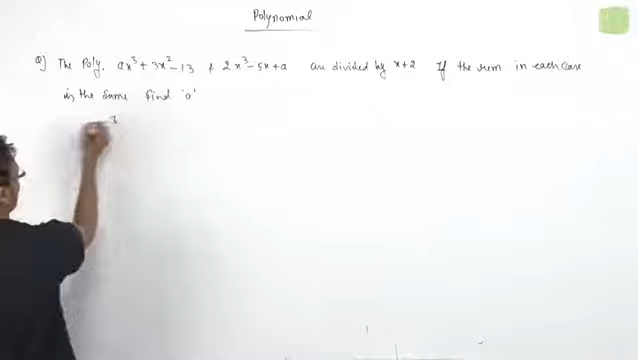 Polynomial
Q] The Poly. ax³ + 3x² - 13 & 2x³ - 5x + a are divided by x+2 If the rem in each case
is the same find 'a'
3